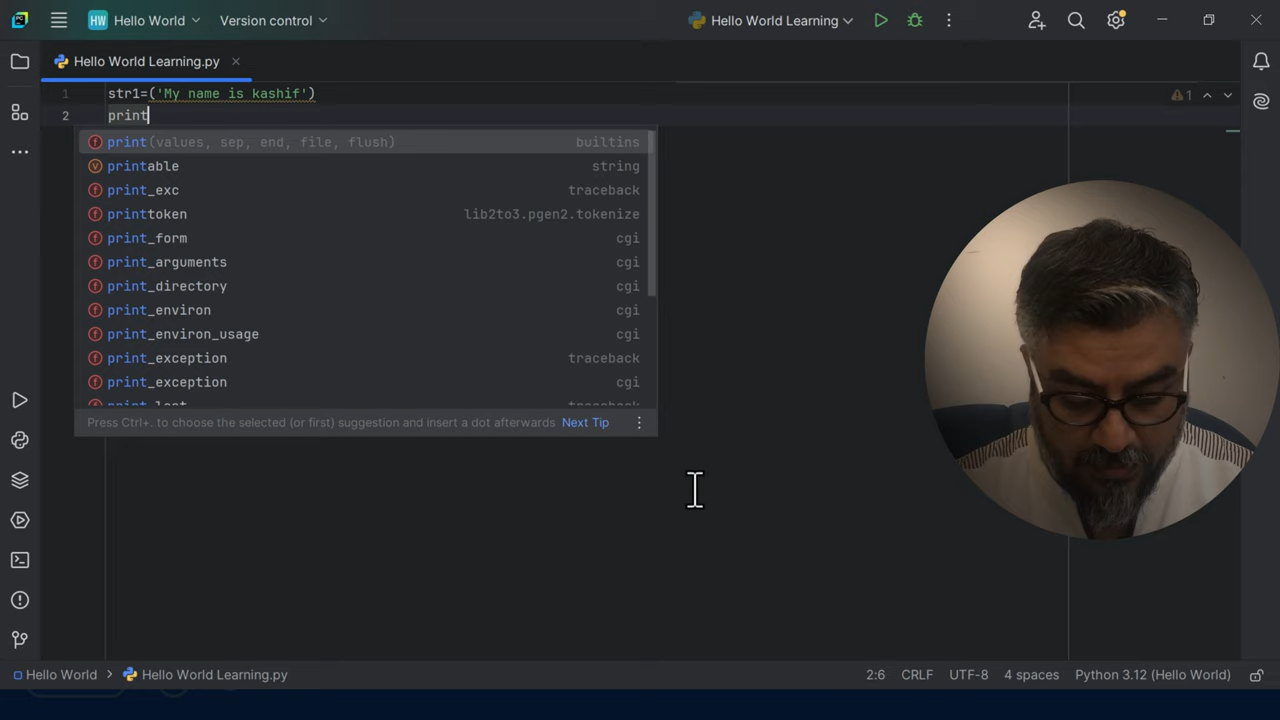 HW Hello World Version control Hello World Learning
Hello World Learning.py
1 str1=('My name is kashif') 1
2 print
print(values, sep, end, file, flush) builtins
printable string
print_exc traceback
printtoken lib2to3.pgen2.tokenize
print_form cgi
print_arguments cgi
print_directory cgi
print_environ cgi
print_environ_usage cgi
print_exception traceback
print_exception cgi
Press Ctrl+. to choose the selected (or first) suggestion and insert a dot afterwards Next Tip
Hello World Hello World Learning.py 2:6 CRLF UTF-8 4 spaces Python 3.12 (Hello World)